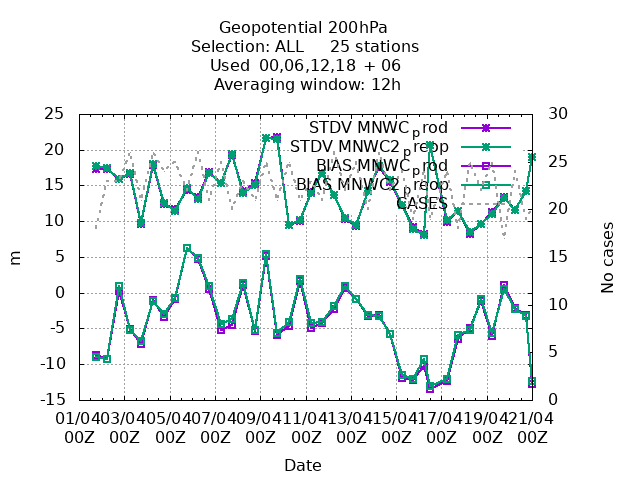 Geopotential 200hPa
Selection: ALL 25 stations
Used 00,06,12,18 + 06
Averaging window: 12h
STDV MNWC_prod
STDV MNWC2_preop
BIAS MNWC_prod
BIAS MNWC2_preop
CASES
25
20
15
10
5
0
-5
-10
-15
30
25
20
15
10
5
0
m
No cases
01/04 03/04 05/04 07/04 09/04 11/04 13/04 15/04 17/04 19/04 21/04
00Z 00Z 00Z 00Z 00Z 00Z 00Z 00Z 00Z 00Z 00Z
Date